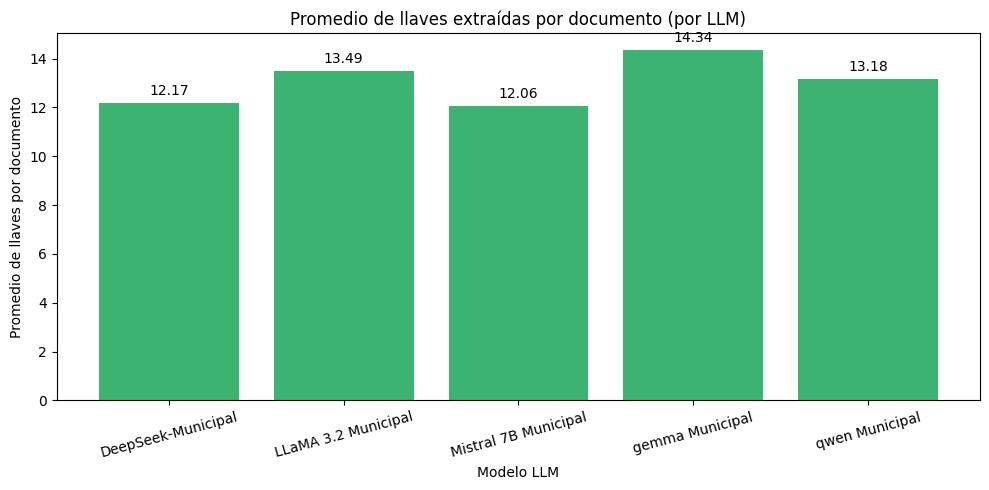 Promedio de llaves extraídas por documento (por LLM)
Promedio de llaves por documento
14
12
10
8
6
4
2
0
12.17
13.49
12.06
14.34
13.18
DeepSeek-Municipal
LLaMA 3.2 Municipal
Mistral 7B Municipal
gemma Municipal
qwen Municipal
Modelo LLM